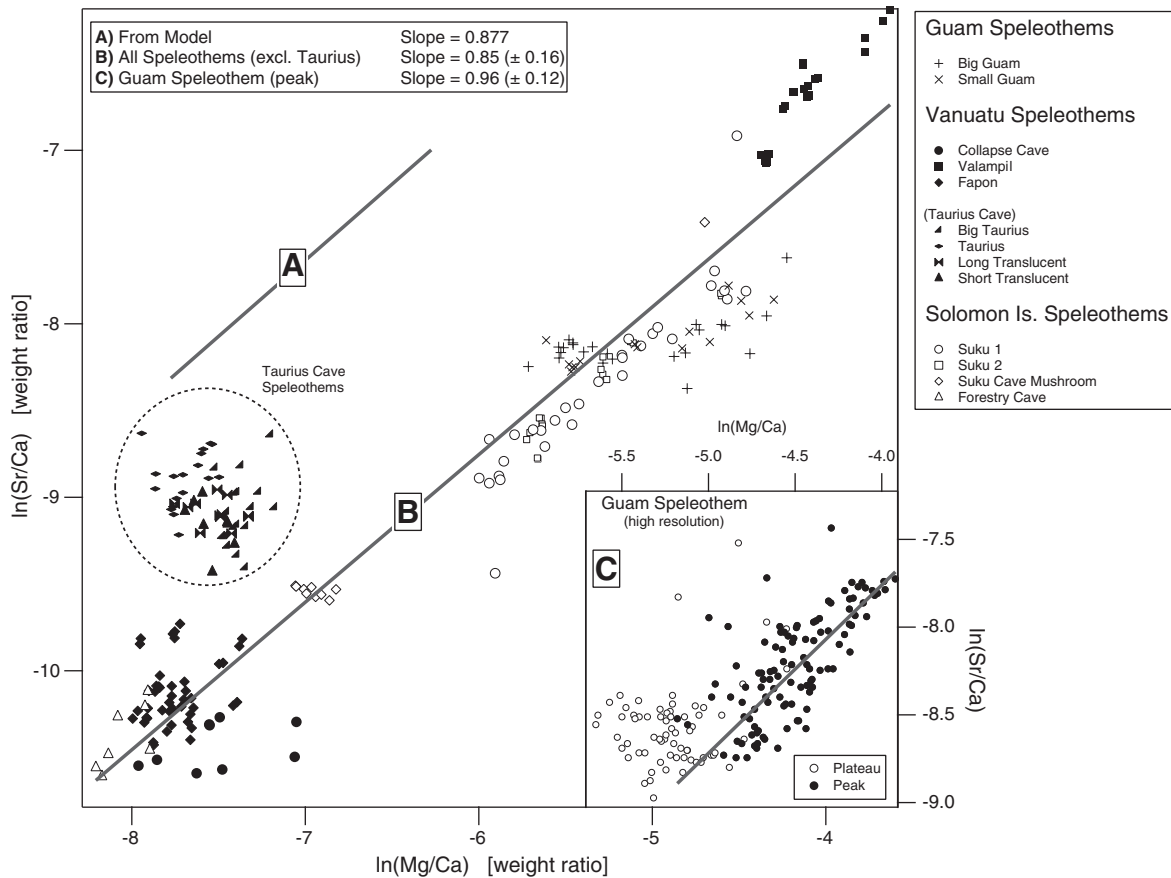 A) From Model Slope = 0.877
B) All Speleothems (excl. Taurius) Slope = 0.85 (± 0.16)
C) Guam Speleothem (peak) Slope = 0.96 (± 0.12)
Guam Speleothems
Big Guam
Small Guam
Vanuatu Speleothems
Collapse Cave
Valampil
Fapon
(Taurius Cave)
Big Taurius
Taurius
Long Translucent
Short Translucent
Solomon Is. Speleothems
Suku 1
Suku 2
Suku Cave Mushroom
Forestry Cave
ln(Sr/Ca) [weight ratio]
-7
-8
-9
-10
A
Taurius Cave
Speleothems
B
ln(Mg/Ca)
-5.5 -5.0 -4.5 -4.0
Guam Speleothem
(high resolution)
C
-7.5
-8.0
-8.5
-9.0
ln(Sr/Ca)
Plateau
Peak
-8 -7 -6 -5 -4
ln(Mg/Ca) [weight ratio]